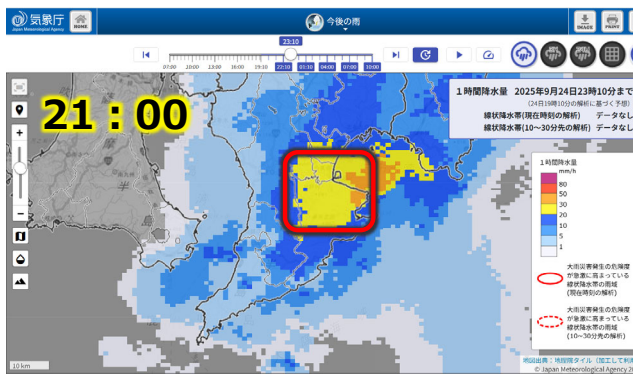 気象庁
Japan Meteorological Agency
HOME
今後の雨
IMAGE
PRINT
23:10
07:00 10:00 13:00 16:00 19:10 22:10 01:10 04:00 07:00 10:00
21:00
1時間降水量 2025年9月24日23時10分まで
(24日19時10分の解析に基づく予想)
線状降水帯(現在時刻の解析) データなし
線状降水帯(10~30分先の解析) データなし
1時間降水量
mm/h
80
50
30
20
10
5
1
大雨災害発生の危険度
が急激に高まっている
線状降水帯の雨域
(現在時刻の解析)
大雨災害発生の危険度
が急激に高まっている
線状降水帯の雨域
(10~30分先の解析)
10 km
地図出典:地理院タイル(加工して利用
© Japan Meteorological Agency 20